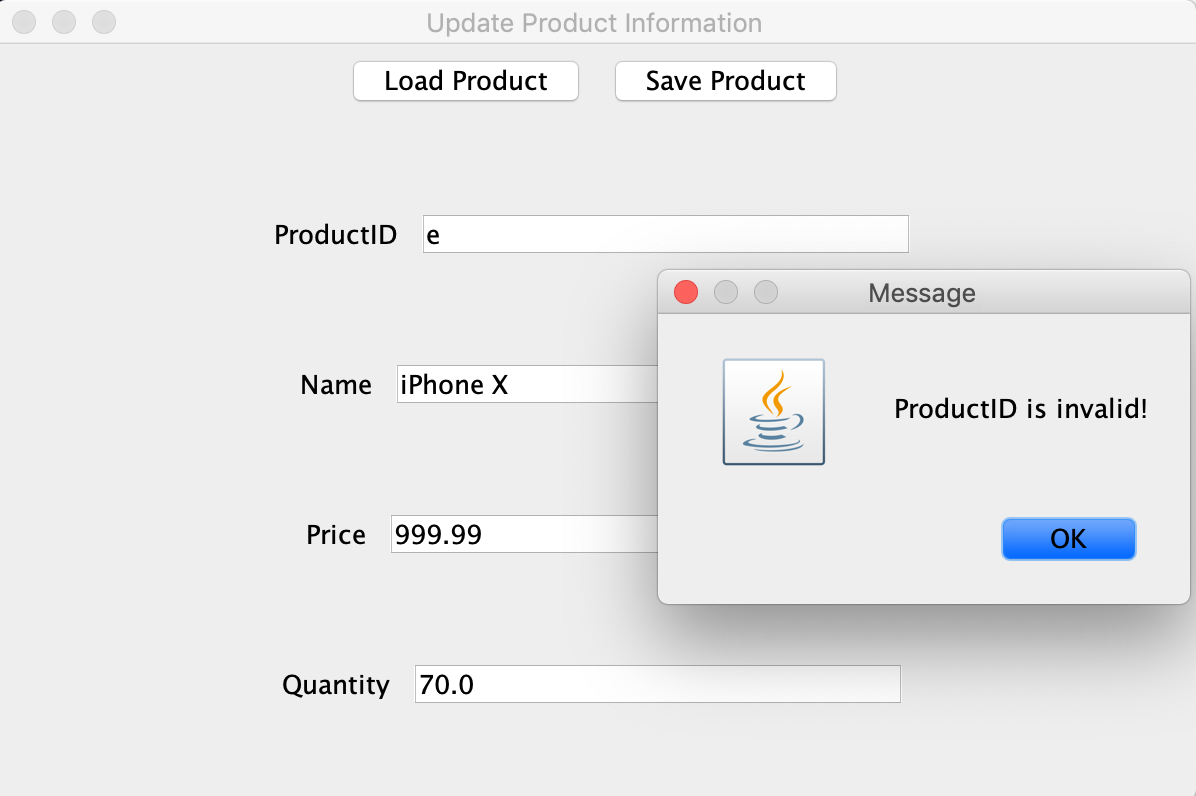 Update Product Information
Load Product Save Product
ProductID e
Message
Name iPhone X
ProductID is invalid!
Price 999.99
OK
Quantity 70.0